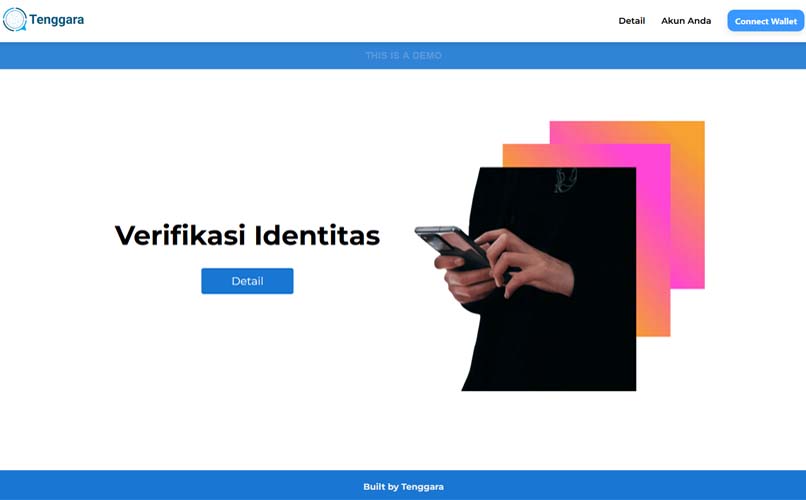 Tenggara
Detail
Akun Anda
Connect Wallet
THIS IS A DEMO
Verifikasi Identitas
Detail
Built by Tenggara